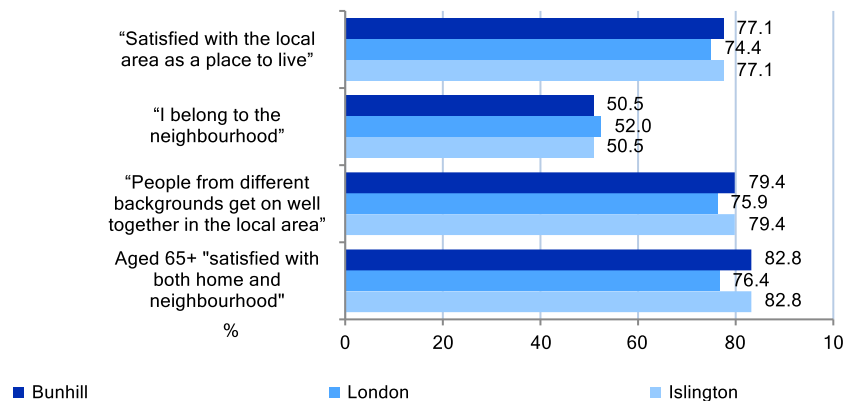 “Satisfied with the local
area as a place to live”
77.1
74.4
77.1
“I belong to the
neighbourhood”
50.5
52.0
50.5
“People from different
backgrounds get on well
together in the local area”
79.4
75.9
79.4
Aged 65+ "satisfied with
both home and
neighbourhood"
82.8
76.4
82.8
%
0 20 40 60 80 10
Bunhill London Islington